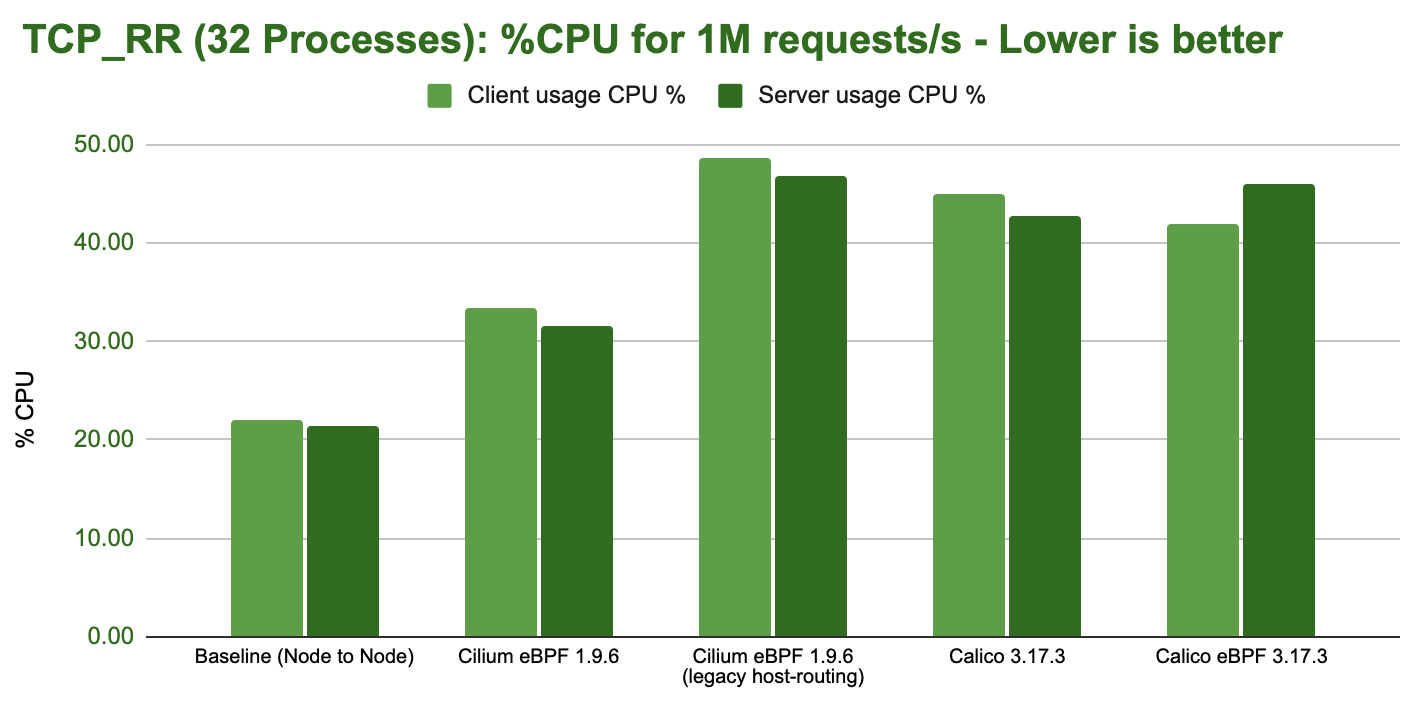 TCP_RR (32 Processes): %CPU for 1M requests/s - Lower is better
Client usage CPU %
Server usage CPU %
50.00
40.00
30.00
20.00
10.00
0.00
% CPU
Baseline (Node to Node)
Cilium eBPF 1.9.6
Cilium eBPF 1.9.6
(legacy host-routing)
Calico 3.17.3
Calico eBPF 3.17.3